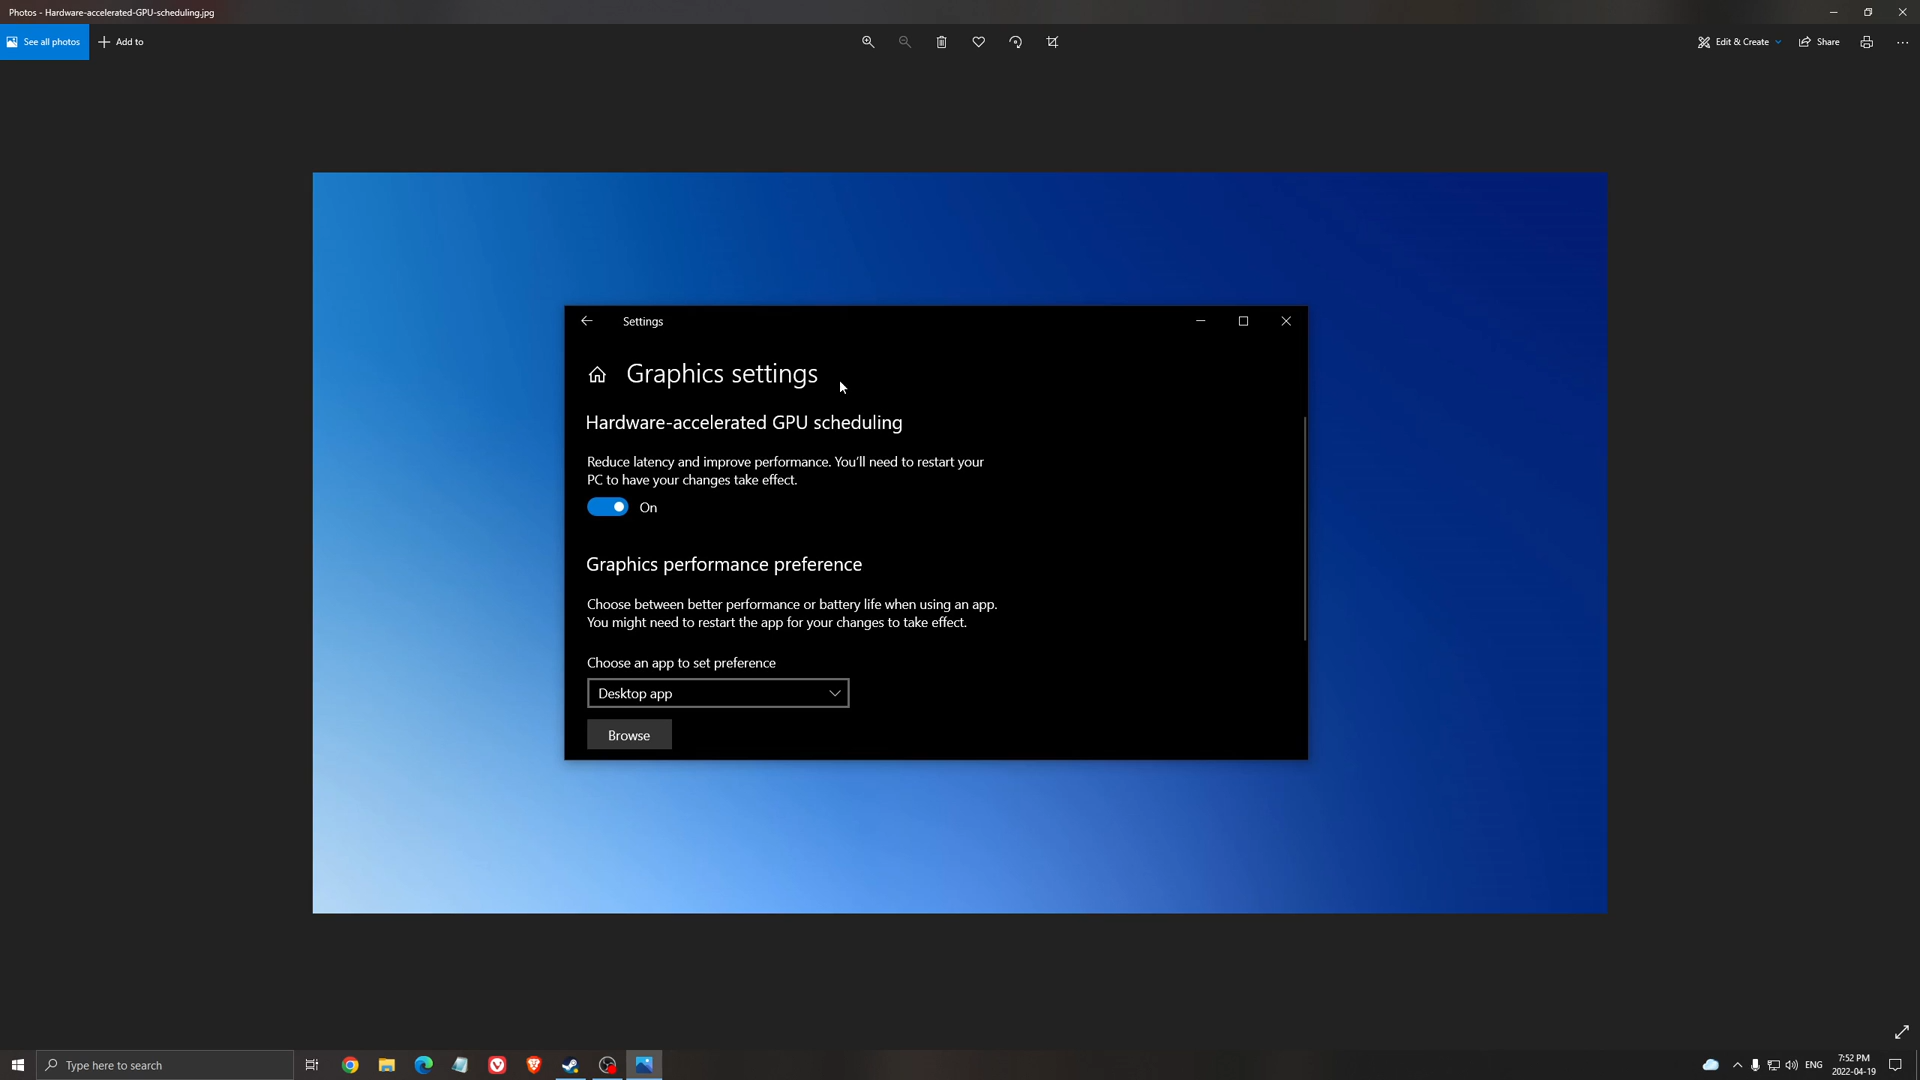 Photos - Hardware-accelerated-GPU-scheduling.jpg
See all photos
Add to
Edit & Create
Share
Settings
Graphics settings
Hardware-accelerated GPU scheduling
Reduce latency and improve performance. You'll need to restart your
PC to have your changes take effect.
On
Graphics performance preference
Choose between better performance or battery life when using an app.
You might need to restart the app for your changes to take effect.
Choose an app to set preference
Desktop app
Browse
Type here to search
ENG
7:52 PM
2022-04-19